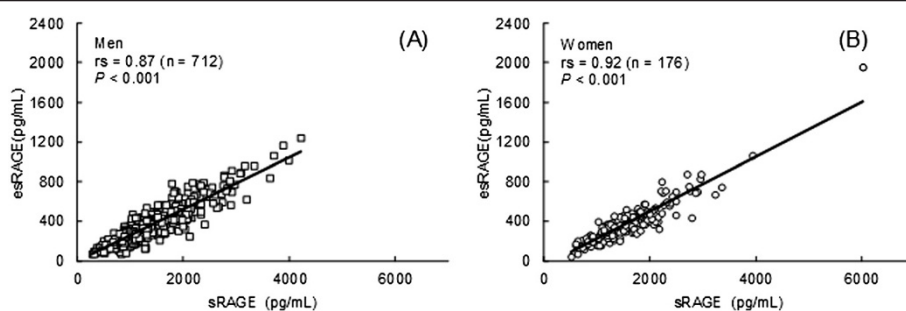 2400
2000
1600
1200
800
400
0
esRAGE(pg/mL)
Men
rs = 0.87 (n = 712)
P < 0.001
(A)
0 2000 4000 6000
sRAGE (pg/mL)
2400
2000
1600
1200
800
400
0
esRAGE(pg/mL)
Women
rs = 0.92 (n = 176)
P < 0.001
(B)
0 2000 4000 6000
sRAGE (pg/mL)